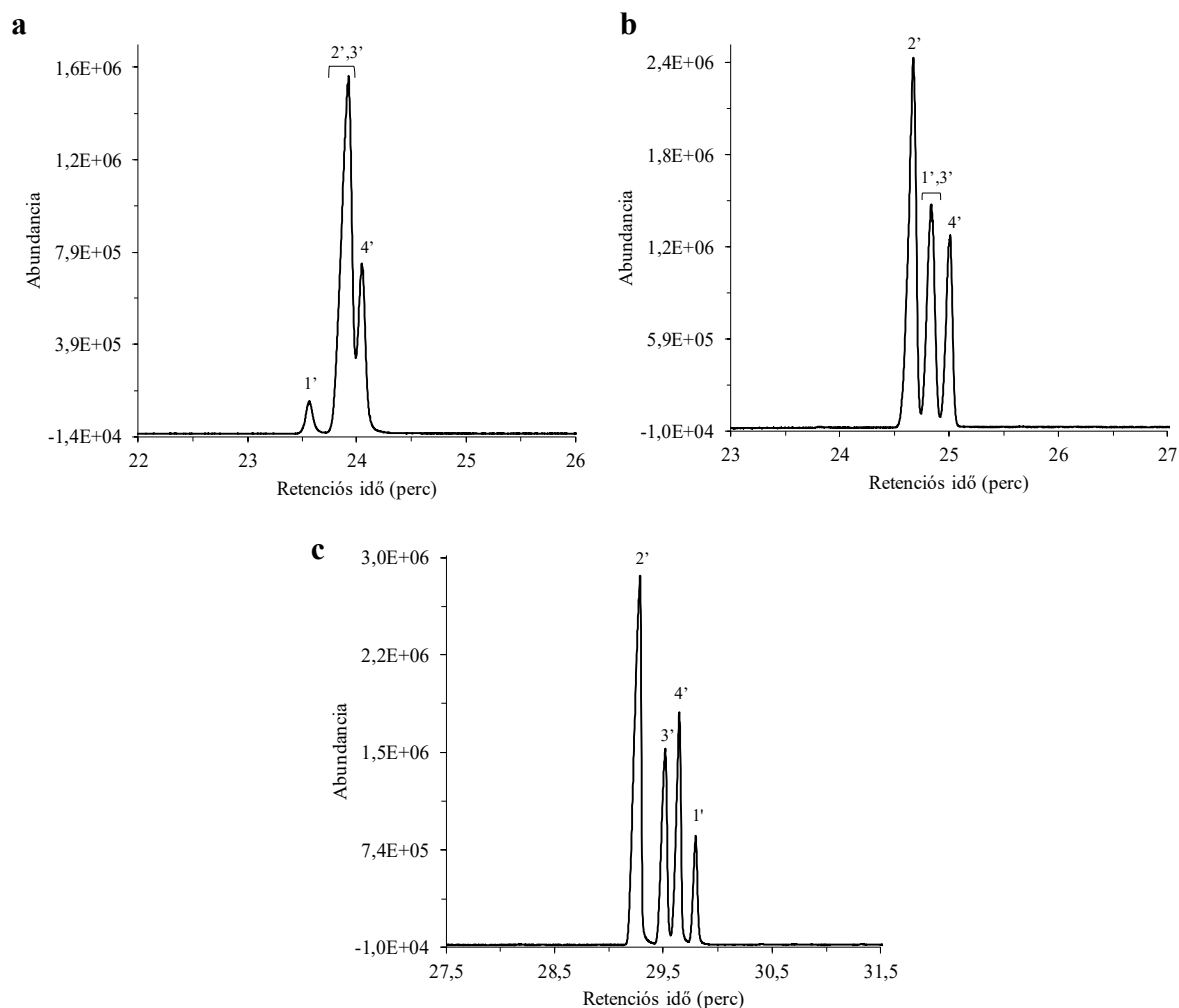 a
2’,3’
1,6E+06
1,2E+06
7,9E+05
3,9E+05
-1,4E+04
4’
1’
Abundancia
22 23 24 25 26
Retenciós idő (perc)
b
2’
2,4E+06
1,8E+06
1,2E+06
5,9E+05
-1,0E+04
1’,3’
4’
Abundancia
23 24 25 26 27
Retenciós idő (perc)
c
2’
3,0E+06
2,2E+06
1,5E+06
7,4E+05
-1,0E+04
4’
3’
1'
Abundancia
27,5 28,5 29,5 30,5 31,5
Retenciós idő (perc)